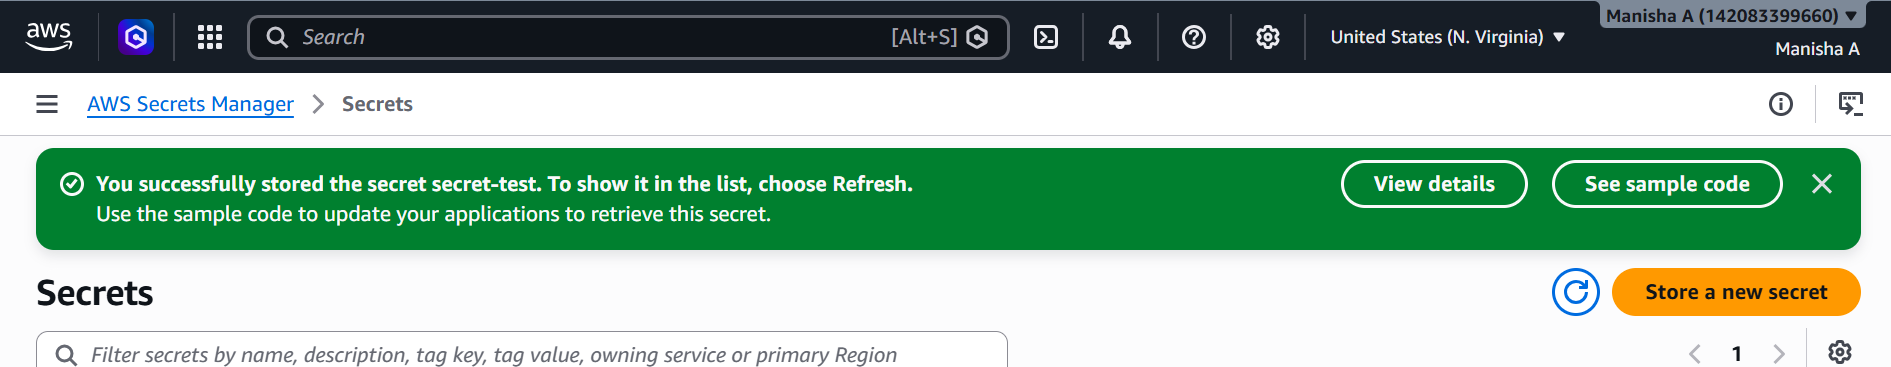 aws
Search
[Alt+S]
United States (N. Virginia)
Manisha A (142083399660)
Manisha A
AWS Secrets Manager
Secrets
You successfully stored the secret secret-test. To show it in the list, choose Refresh.
Use the sample code to update your applications to retrieve this secret.
View details
See sample code
Secrets
Store a new secret
Filter secrets by name, description, tag key, tag value, owning service or primary Region
1